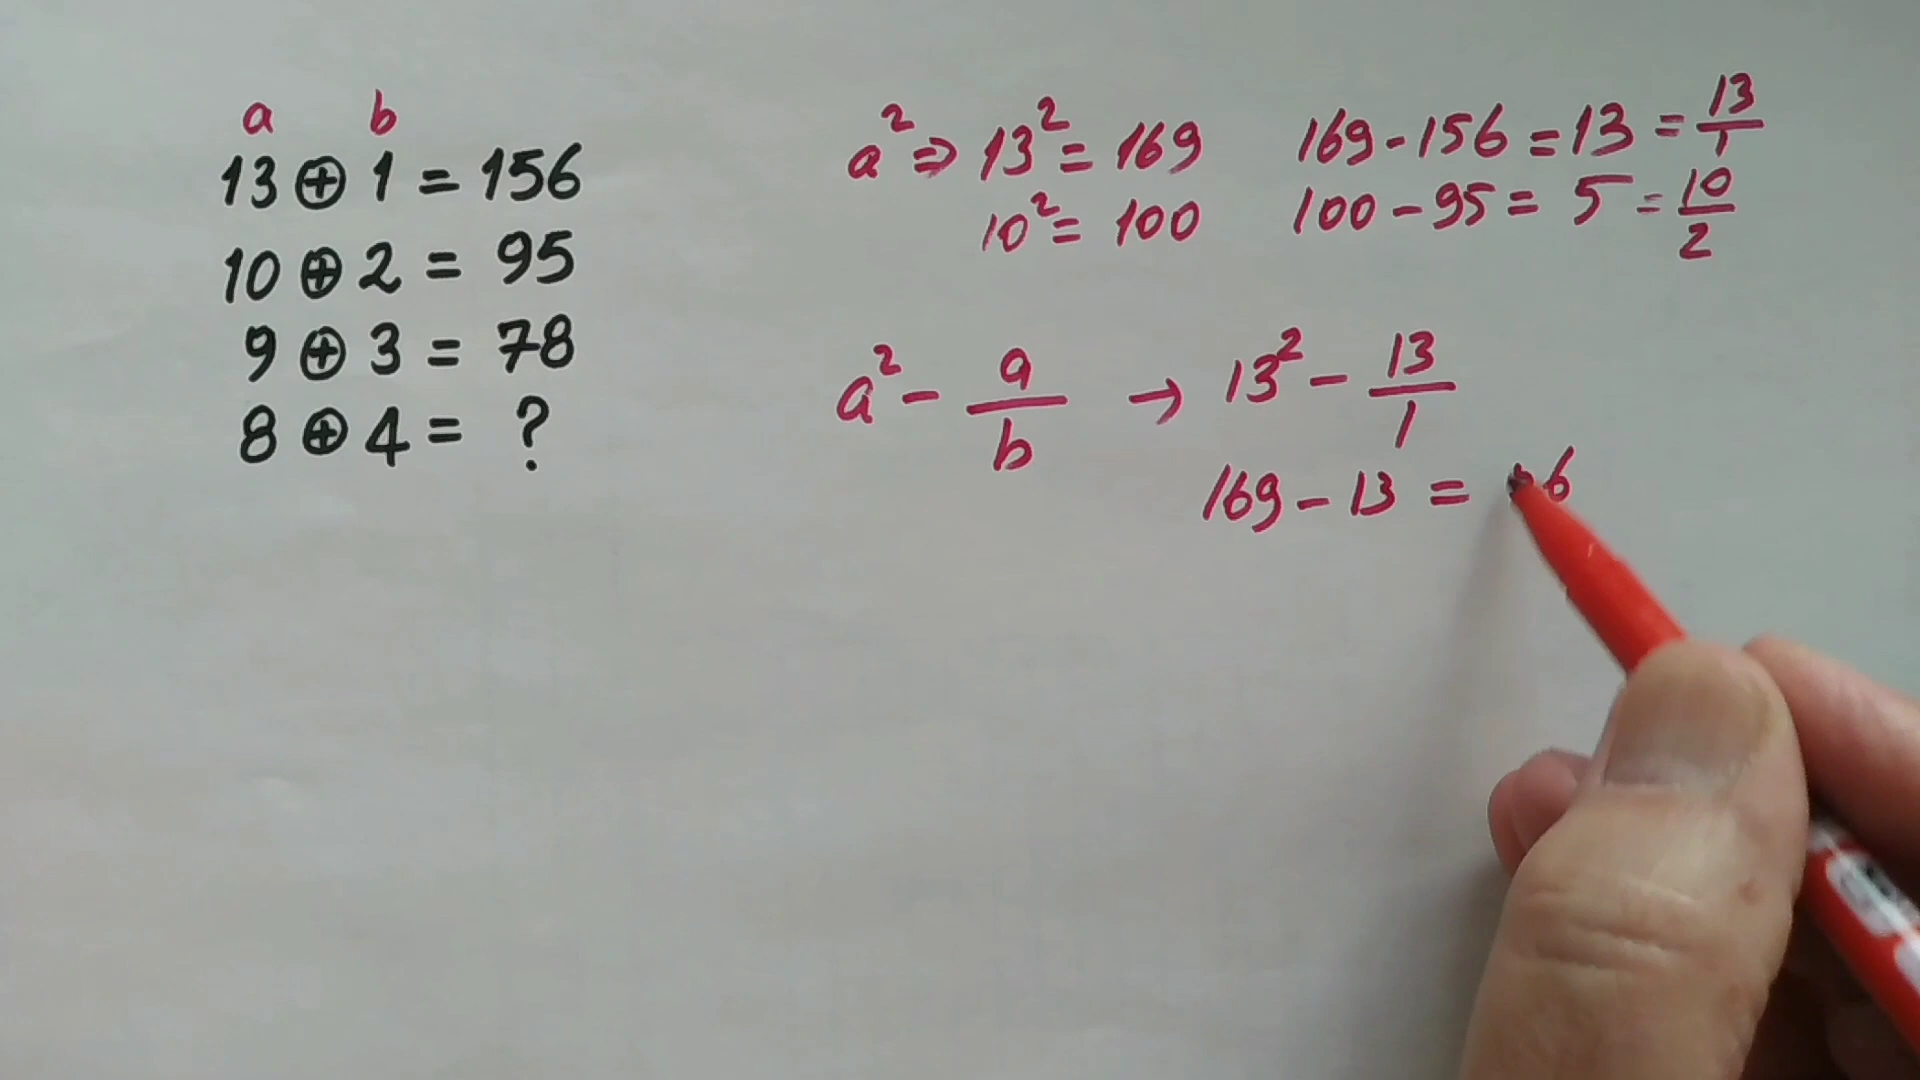 a b
13 ⊕ 1 = 156
10 ⊕ 2 = 95
9 ⊕ 3 = 78
8 ⊕ 4 = ?
a² ⇒ 13² = 169
10² = 100
169 - 156 = 13 = 13/1
100 - 95 = 5 = 10/2
a² - a/b → 13² - 13/1
169 - 13 =